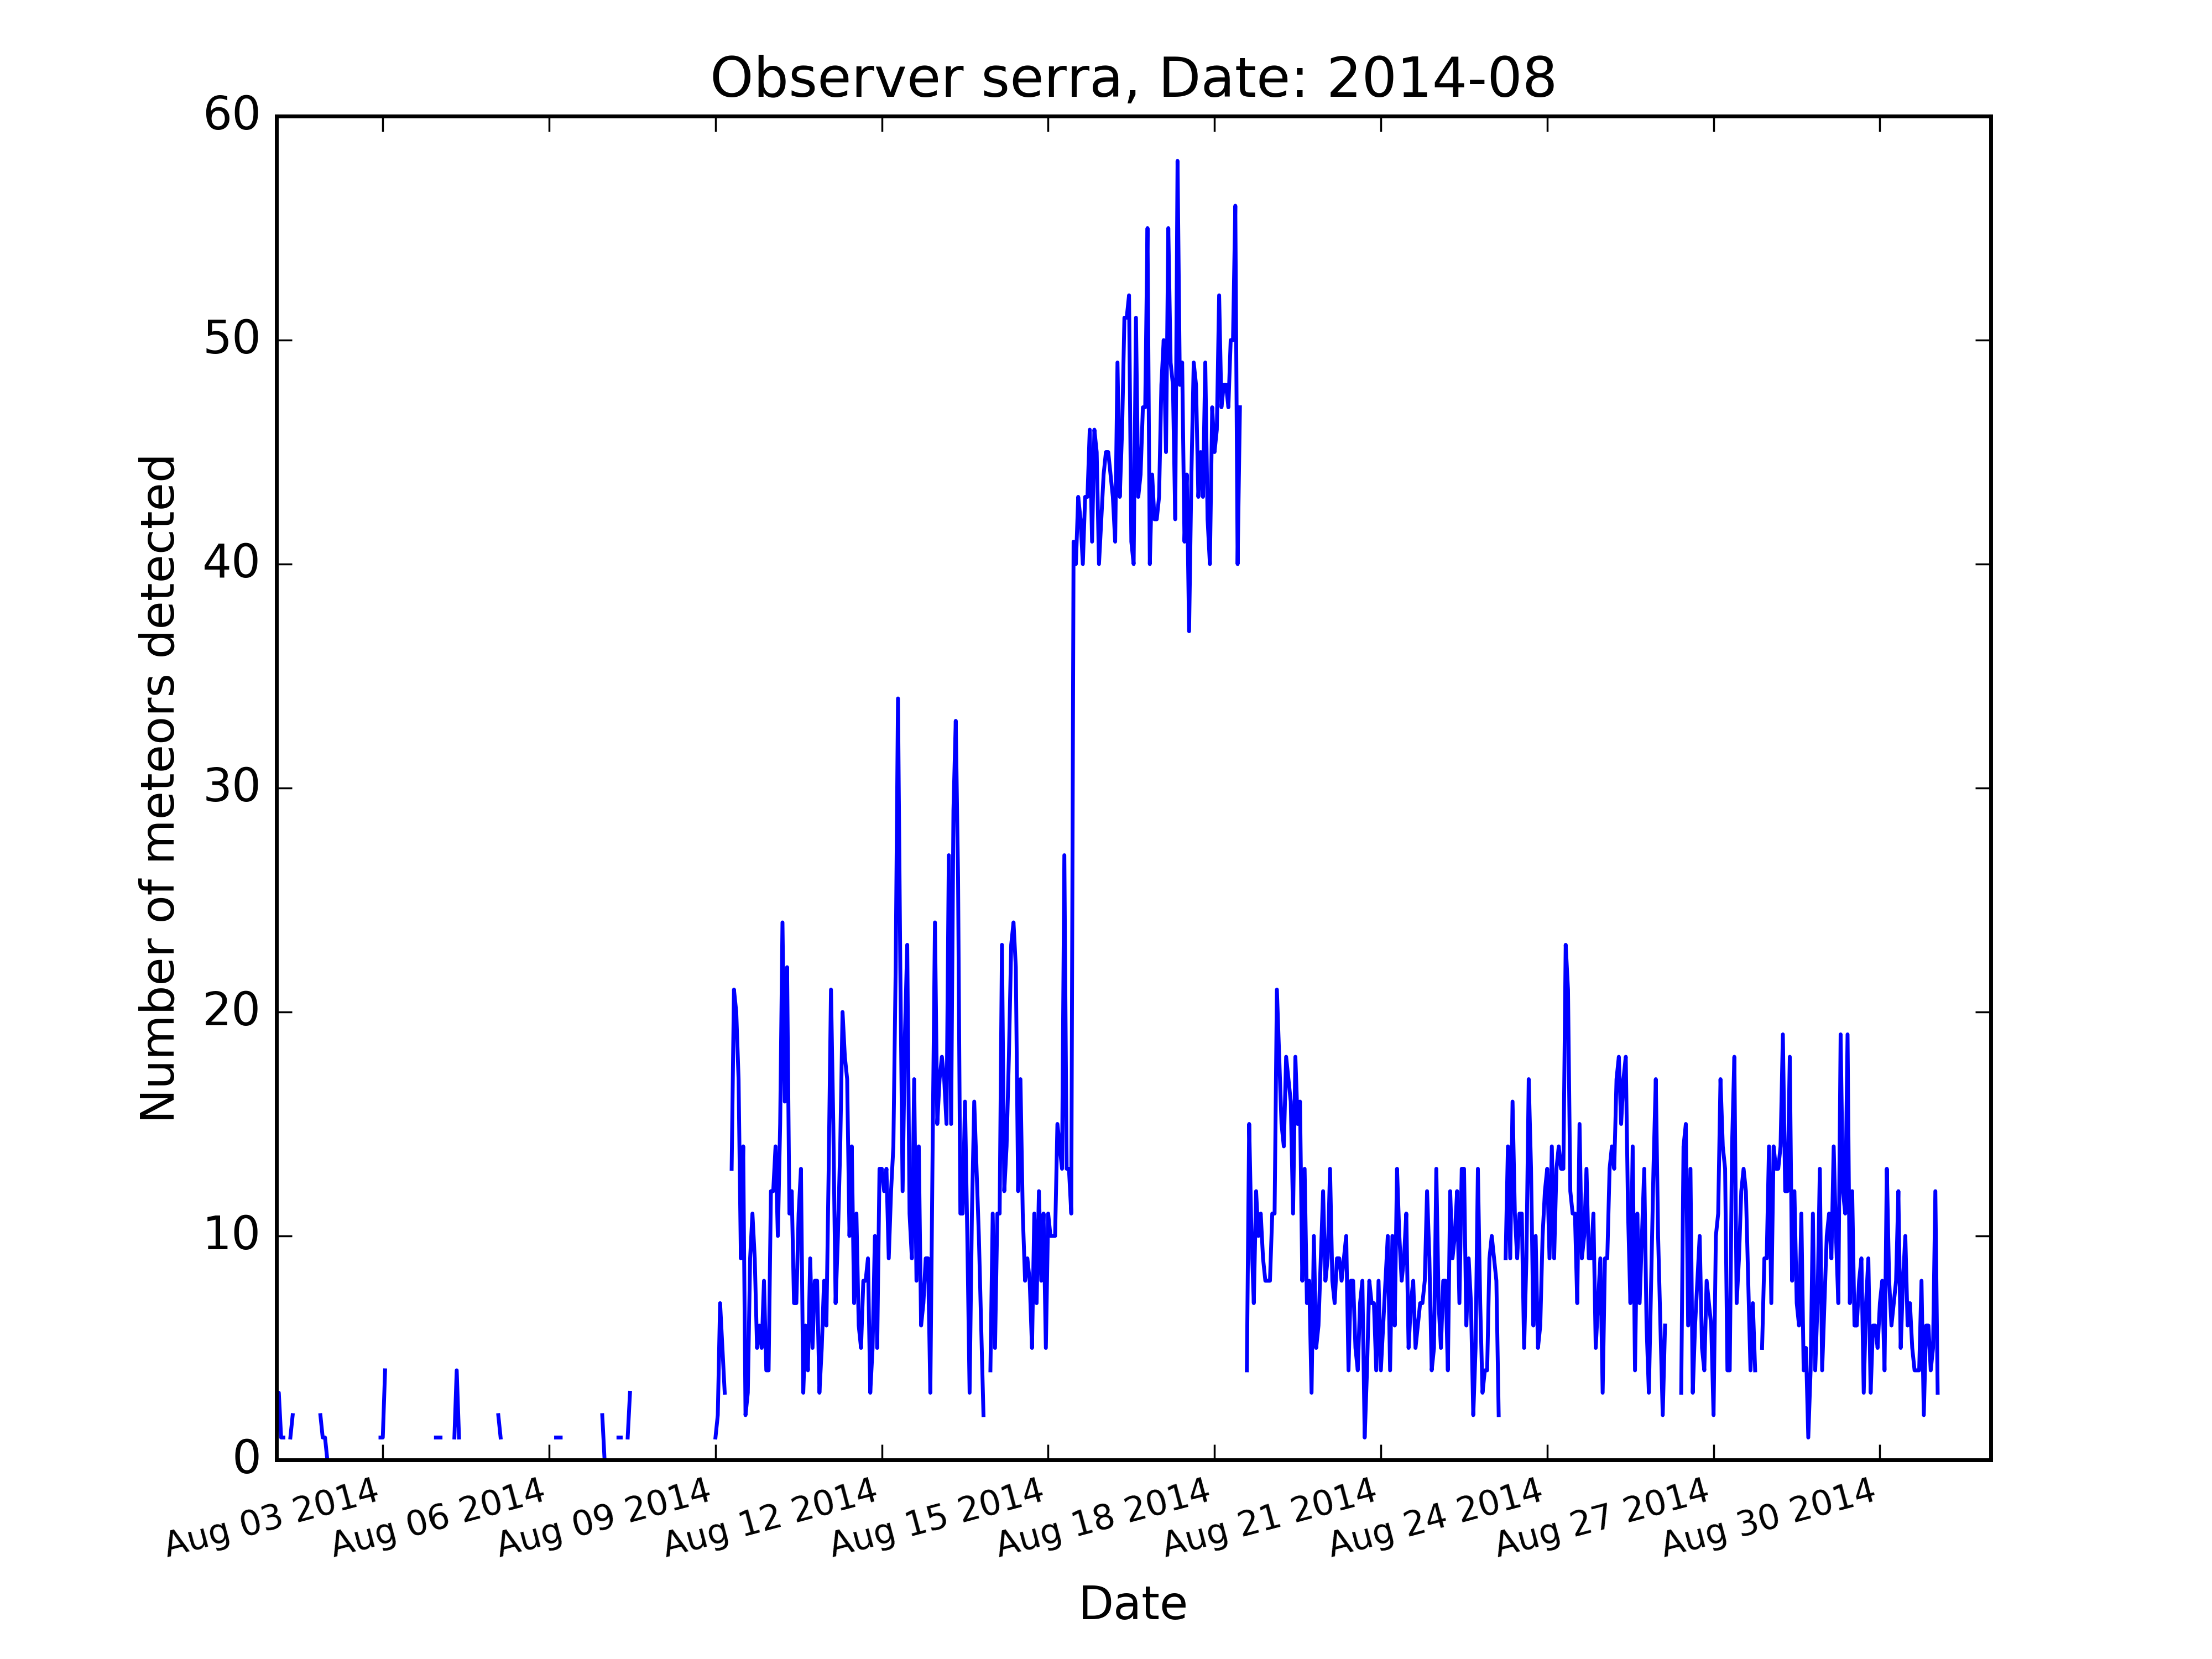 Observer serra, Date: 2014-08
60
50
40
30
20
10
0
Number of meteors detected
Aug 03 2014
Aug 06 2014
Aug 09 2014
Aug 12 2014
Aug 15 2014
Aug 18 2014
Aug 21 2014
Aug 24 2014
Aug 27 2014
Aug 30 2014
Date